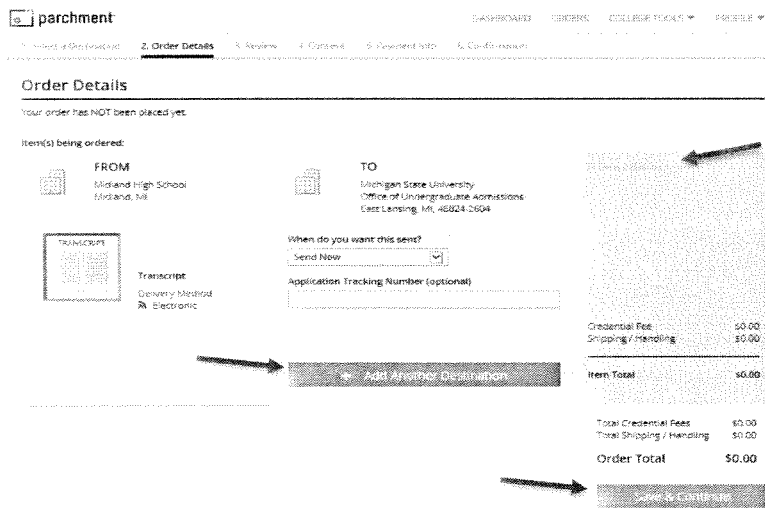 parchment
DASHBOARD ORDERS COLLEGE TOOLS PROFILE
2. Order Details 3. Review 4. Consent 5. Payment Info 6. Confirmation
Order Details
Your order has NOT been placed yet.
Item(s) being ordered:
FROM
Midland High School
Midland, MI
TO
Michigan State University
Office of Undergraduate Admissions
East Lansing, MI, 48824-2604
TRANSCRIPT
Transcript
Delivery Method
Electronic
When do you want this sent?
Send Now
Application Tracking Number (optional)
+ Add Another Destination
Credential Fee $0.00
Shipping / Handling $0.00
Item Total $0.00
Total Credential Fees $0.00
Total Shipping / Handling $0.00
Order Total $0.00
Save & Continue